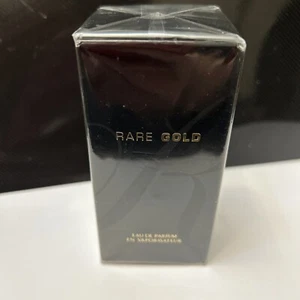 RARE GOLD
EAU DE PARFUM
EN VAPORISATEUR